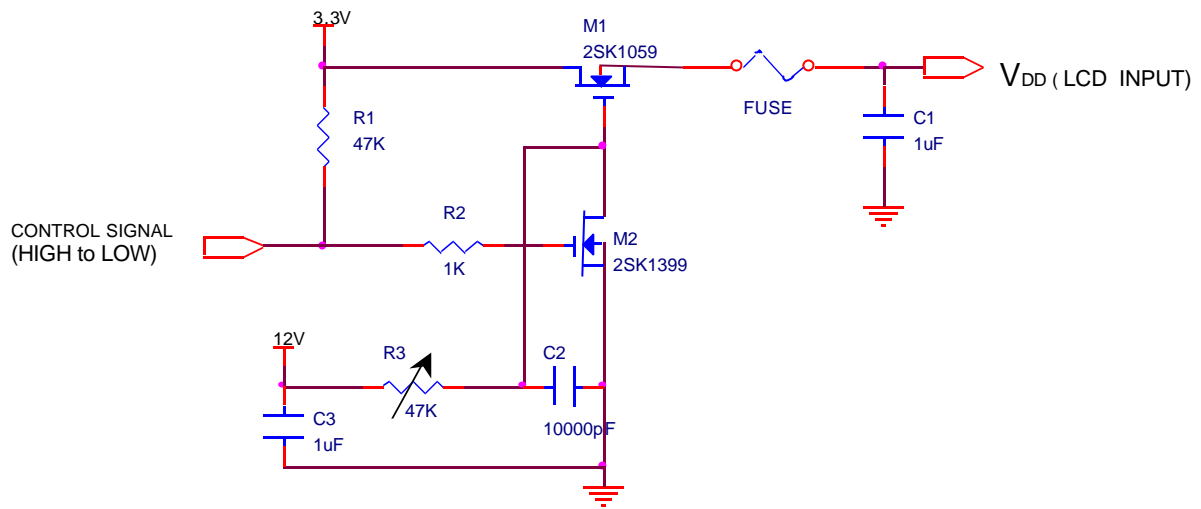 3.3V
M1
2SK1059
FUSE
VDD ( LCD INPUT)
R1
47K
C1
1uF
CONTROL SIGNAL
(HIGH to LOW)
R2
1K
M2
2SK1399
12V
R3
47K
C2
10000pF
C3
1uF